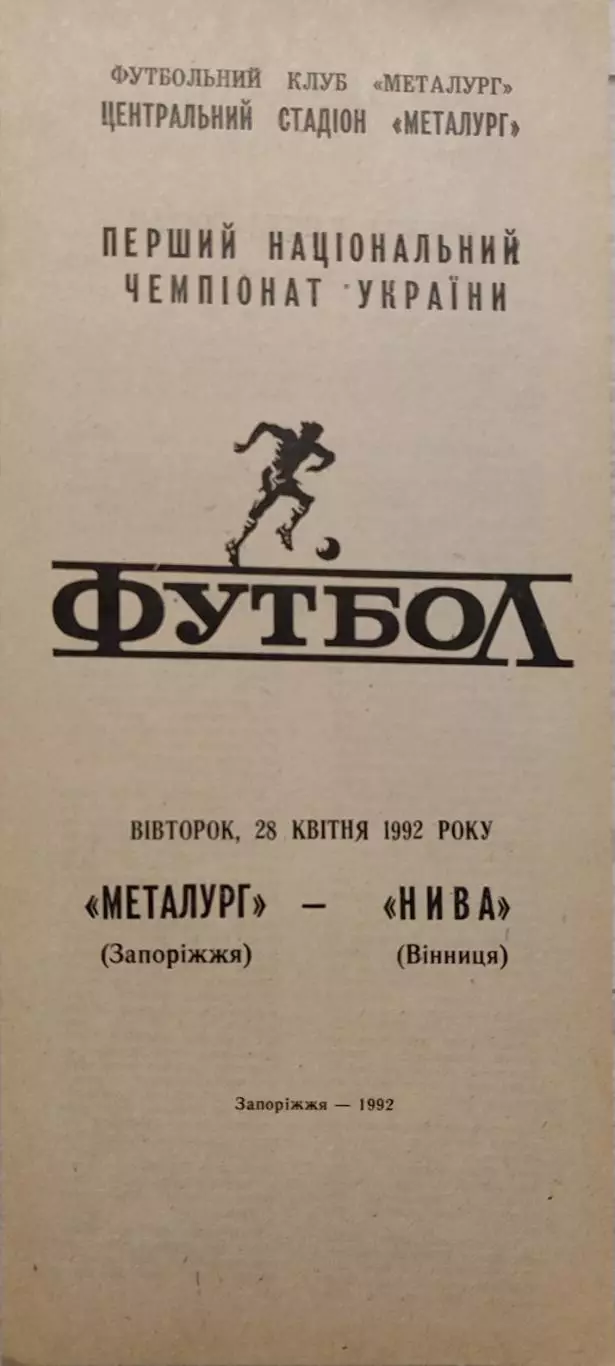 ФУТБОЛЬНИЙ КЛУБ «МЕТАЛУРГ»
ЦЕНТРАЛЬНИЙ СТАДІОН «МЕТАЛУРГ»
ПЕРШИЙ НАЦІОНАЛЬНИЙ
ЧЕМПІОНАТ УКРАЇНИ
ФУТБОЛ
ВІВТОРОК, 28 КВІТНЯ 1992 РОКУ
«МЕТАЛУРГ» — «НИВА»
(Запоріжжя) (Вінниця)
Запоріжжя — 1992